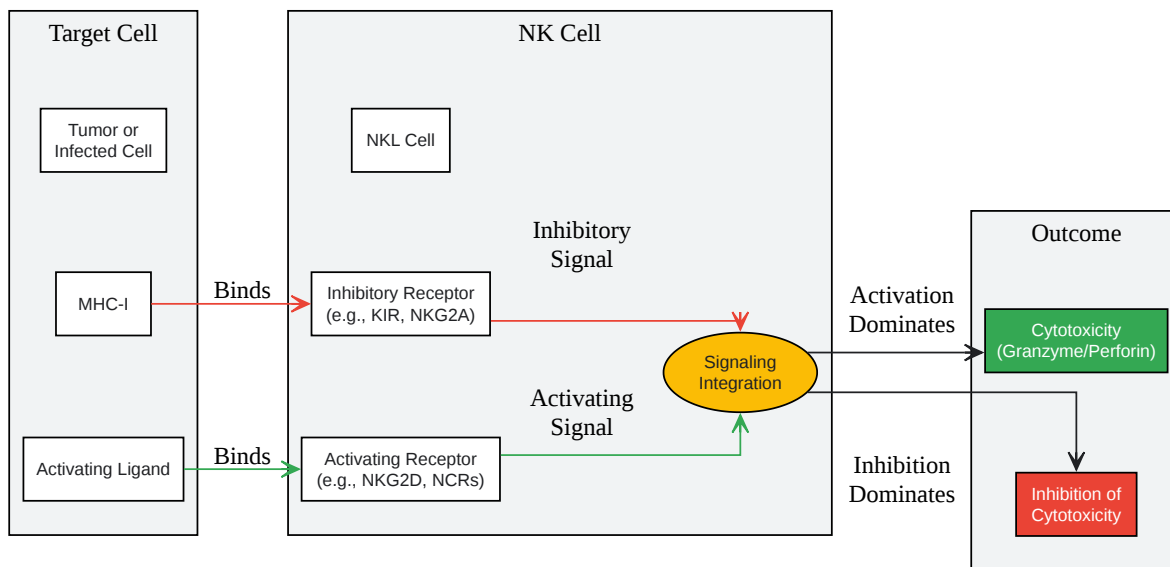 Target Cell
NK Cell
Tumor or
Infected Cell
NKL Cell
Inhibitory
Signal
Outcome
MHC-I
Binds
Inhibitory Receptor
(e.g., KIR, NKG2A)
Activation
Dominates
Cytotoxicity
(Granzyme/Perforin)
Signaling
Integration
Activating
Signal
Activating Ligand
Binds
Activating Receptor
(e.g., NKG2D, NCRs)
Inhibition
Dominates
Inhibition of
Cytotoxicity